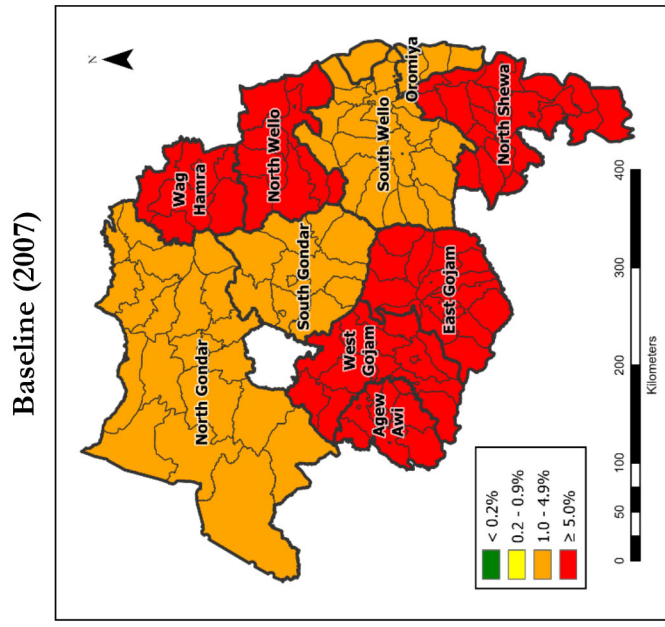 Baseline (2007)
N
Wag
Hamra
North Gondar
North Wello
South Gondar
South Wello
Oromiya
West
Gojam
Agew
Awi
East Gojam
North Shewa
< 0.2%
0.2 - 0.9%
1.0 - 4.9%
≥ 5.0%
0 50 100 200 300 400
Kilometers